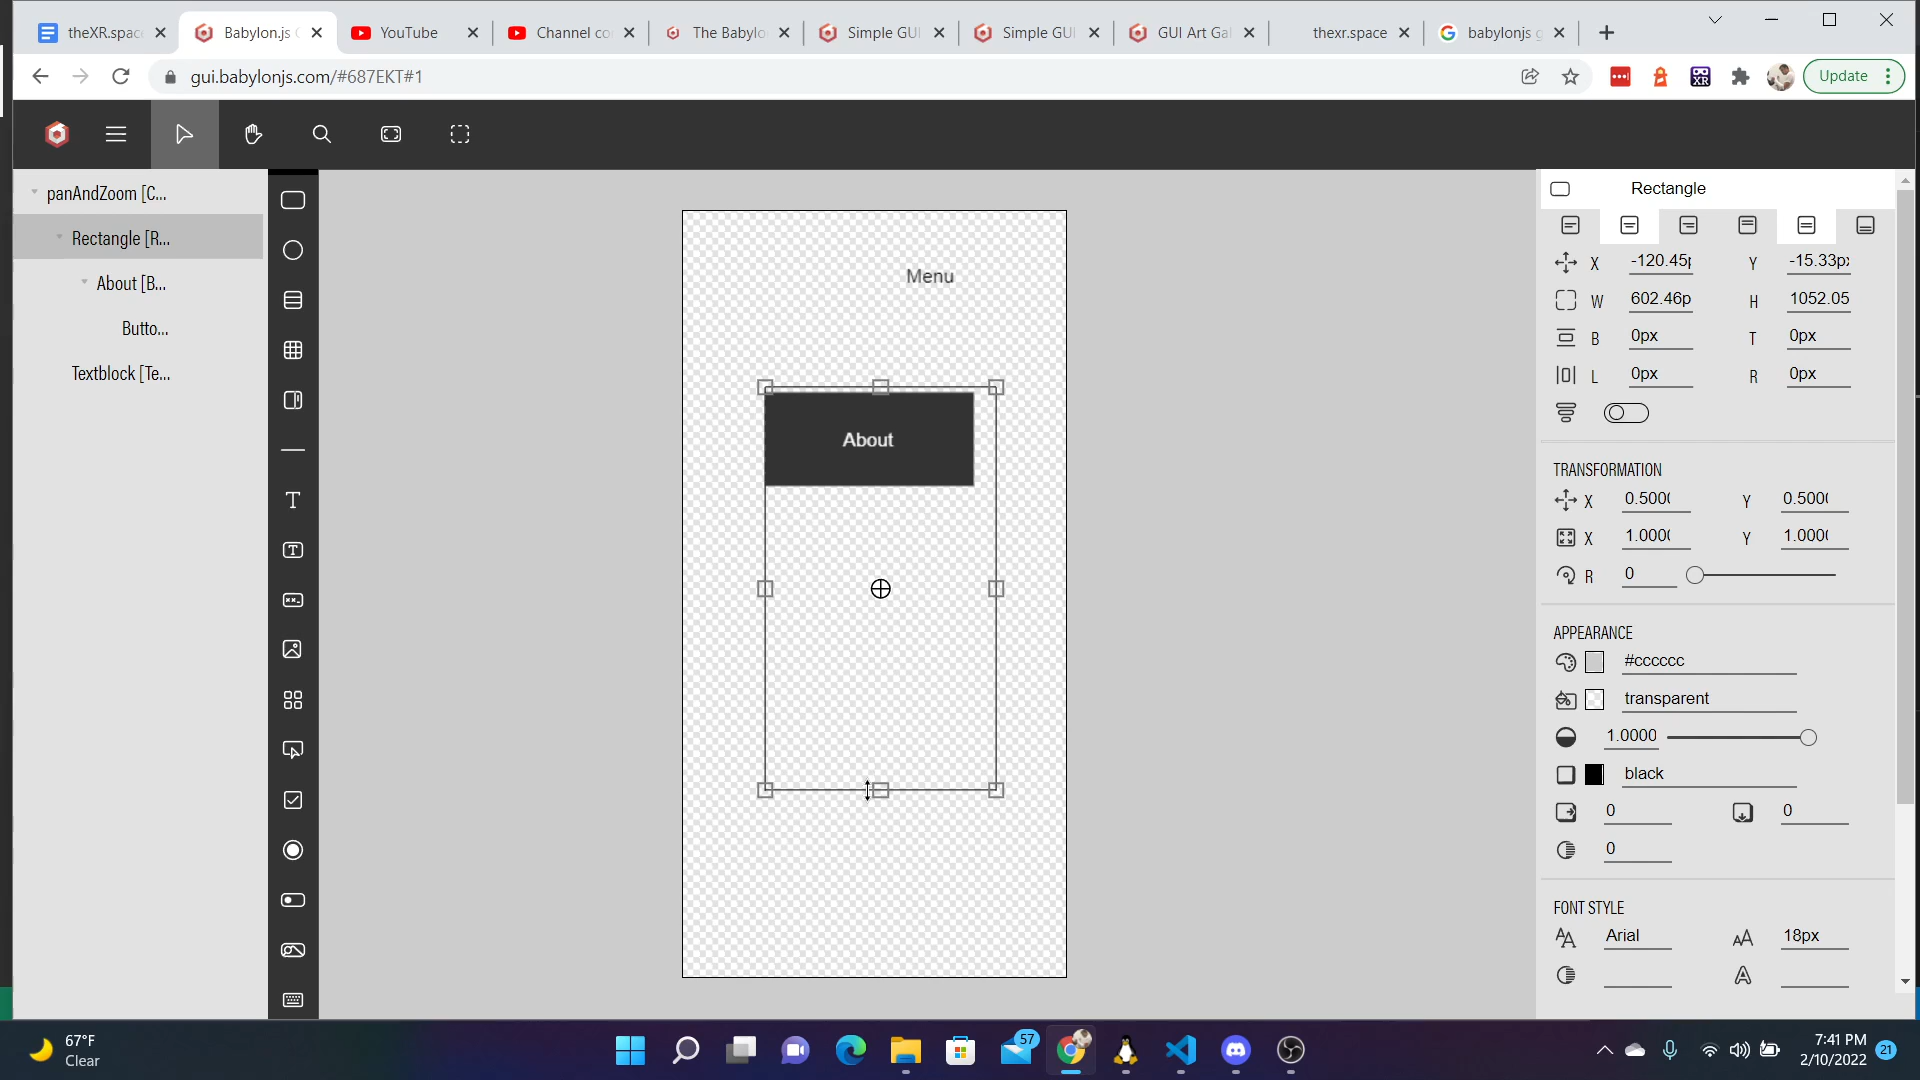 theXR.spac
Babylon.js
YouTube
Channel co
The Babylo
Simple GUI
Simple GUI
GUI Art Ga
thexr.space
babylonjs g
gui.babylonjs.com/#687EKT#1
XR
Update
panAndZoom [C...
Rectangle [R...
About [B...
Butto...
Textblock [Te...
Menu
About
Rectangle
X -120.45p Y -15.33px
W 602.46p H 1052.05
B 0px T 0px
L 0px R 0px
TRANSFORMATION
X 0.500 Y 0.500
X 1.000 Y 1.000
R 0
APPEARANCE
#cccccc
transparent
1.0000
black
0 0
0
FONT STYLE
Arial 18px
67°F
Clear
57
7:41 PM
2/10/2022
21